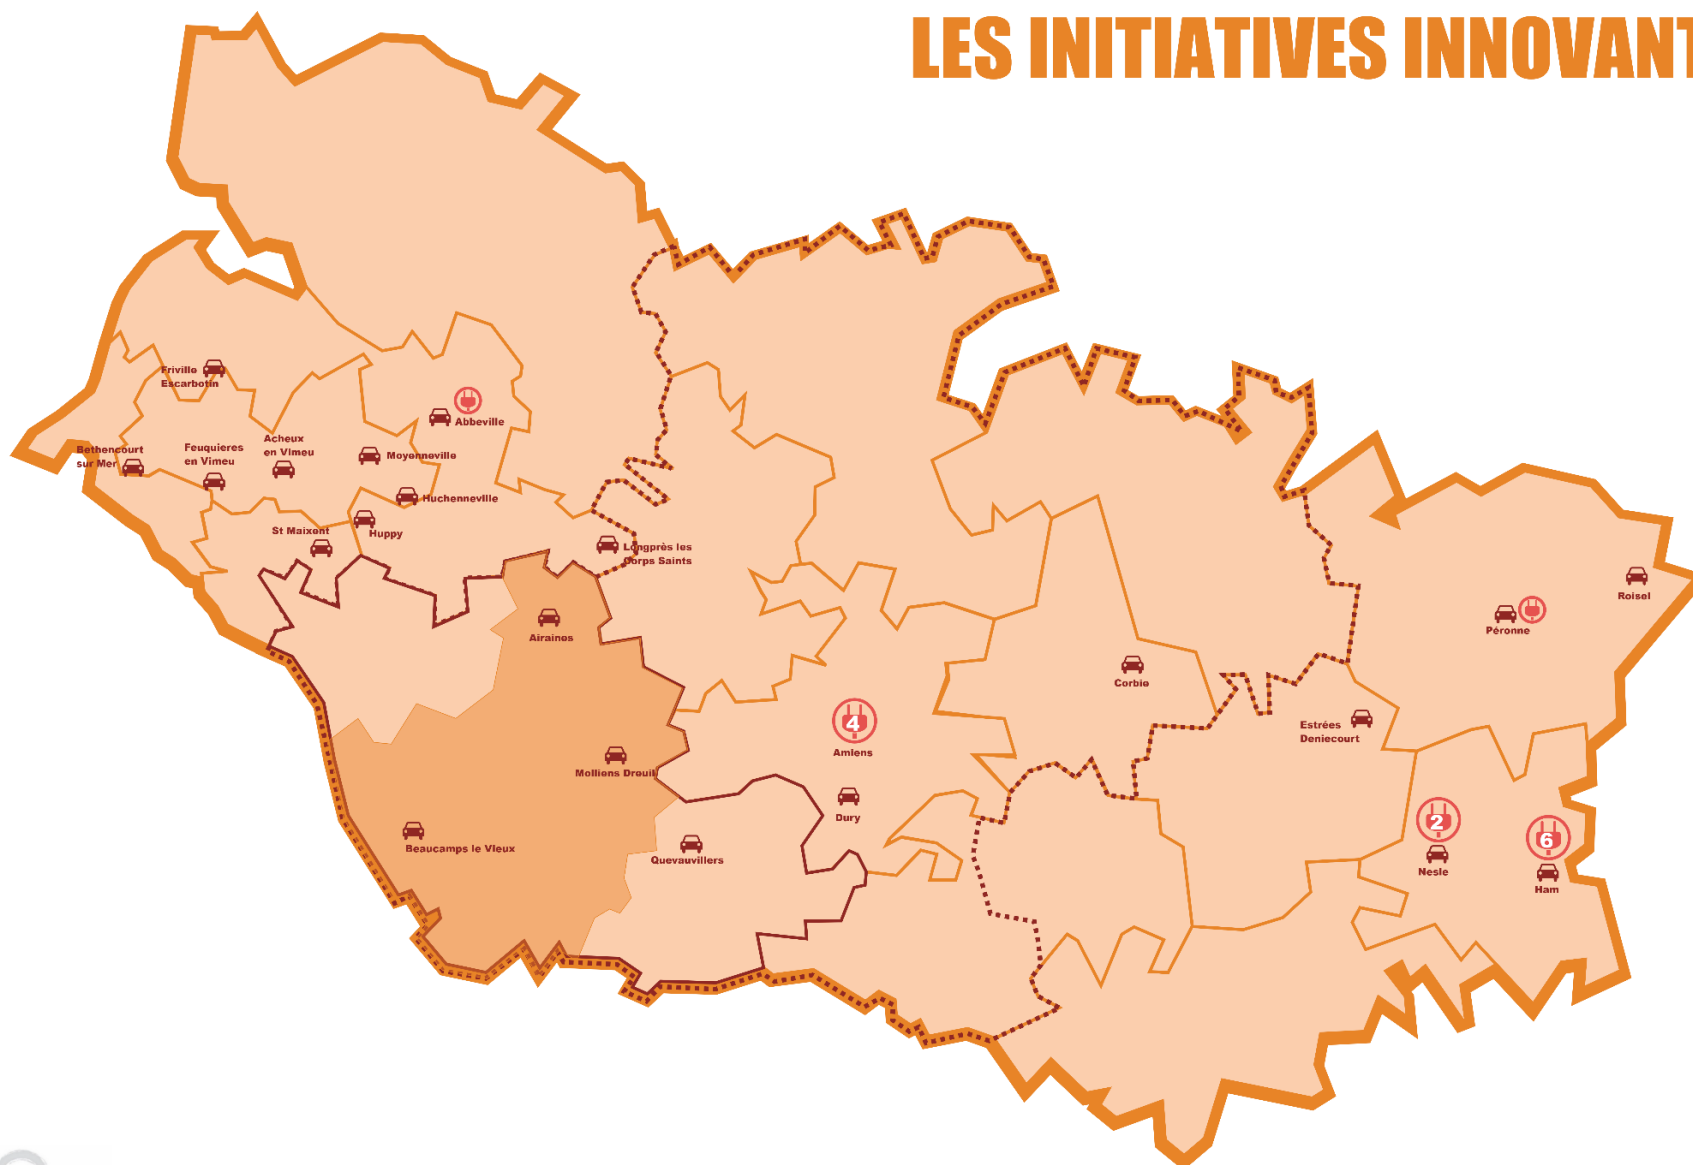 LES INITIATIVES INNOVANT
Friville
Escarbotin
Abbeville
Bethencourt
sur Mer
Feuquieres
en Vimeu
Acheux
en Vimeu
Moyenneville
Huchenneville
St Maixent
Huppy
Longprès les
Corps Saints
Airaines
Roisel
Péronne
Corbie
4
Amiens
Estrées
Deniecourt
Molliens Dreuil
Dury
2
Nesle
6
Ham
Beaucamps le Vieux
Quevauvillers